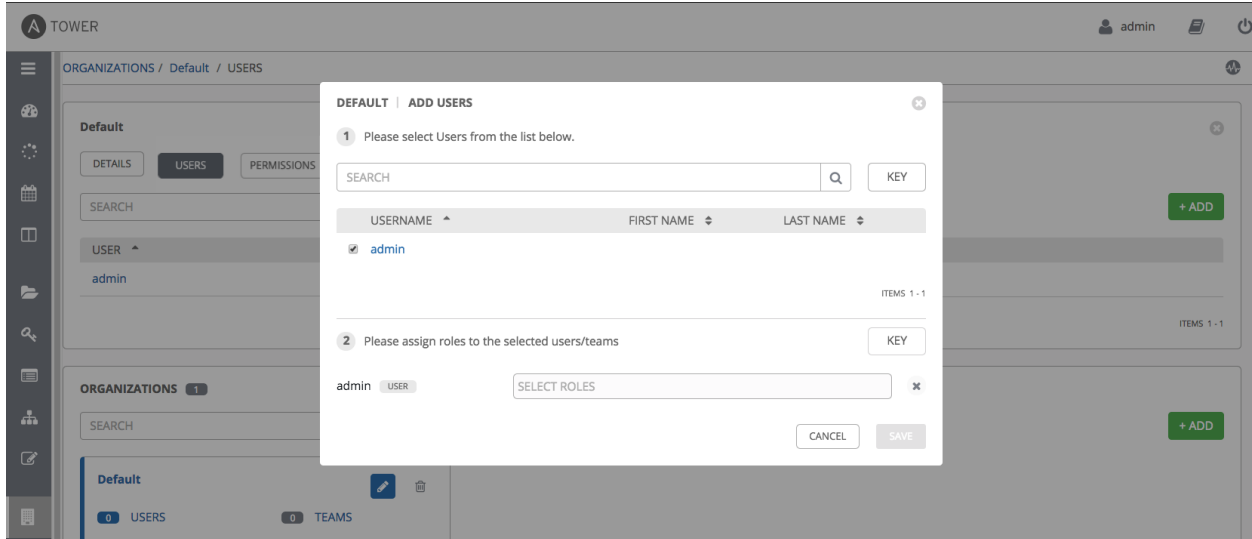 A TOWER
admin
ORGANIZATIONS / Default / USERS
Default
DETAILS USERS PERMISSIONS
SEARCH
+ ADD
USER
admin
ITEMS 1 - 1
DEFAULT | ADD USERS
1 Please select Users from the list below.
SEARCH KEY
USERNAME FIRST NAME LAST NAME
admin
ITEMS 1 - 1
2 Please assign roles to the selected users/teams KEY
admin USER SELECT ROLES
CANCEL SAVE
ORGANIZATIONS 1
SEARCH
+ ADD
Default
0 USERS 0 TEAMS